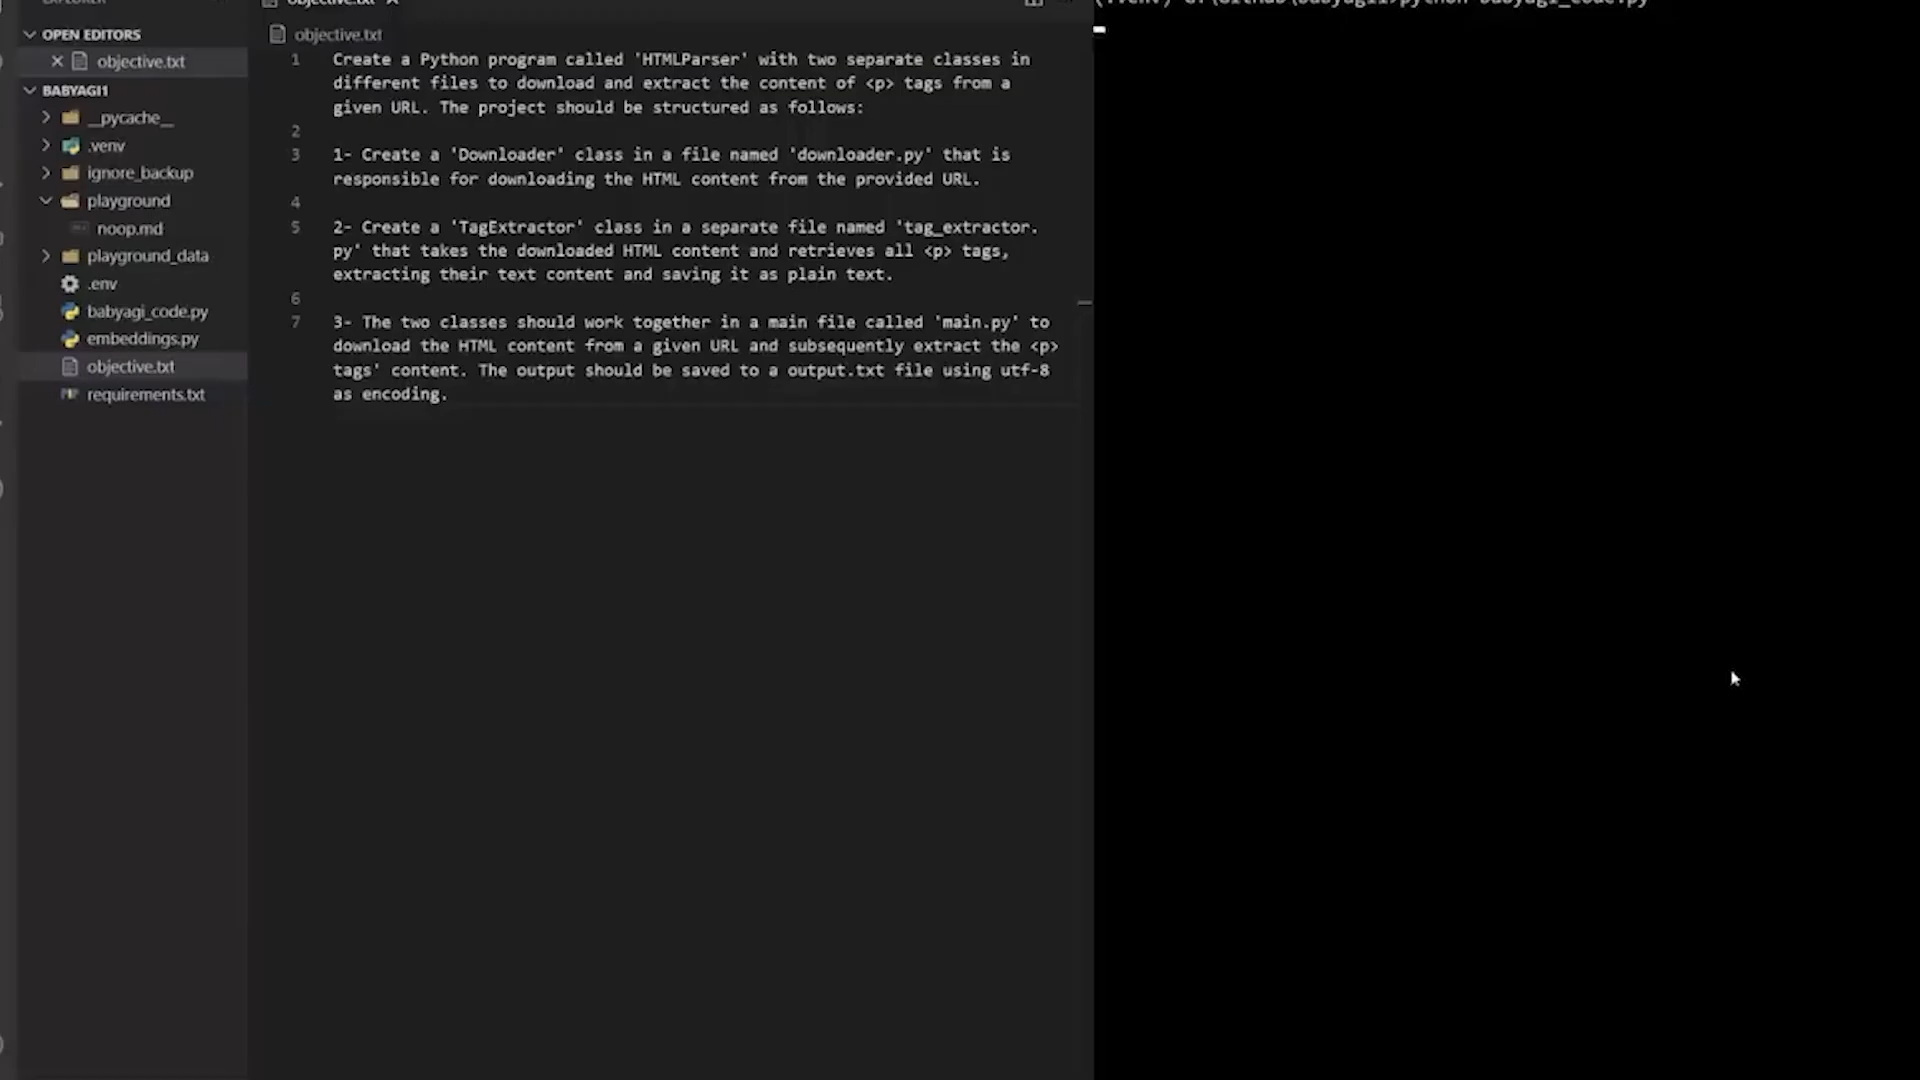 EXPLORER
OPEN EDITORS
objective.txt
BABYAGI1
__pycache__
.venv
ignore_backup
playground
noop.md
playground_data
.env
babyagi_code.py
embeddings.py
objective.txt
requirements.txt
objective.txt
objective.txt
1 Create a Python program called 'HTMLParser' with two separate classes in
different files to download and extract the content of <p> tags from a
given URL. The project should be structured as follows:
2
3 1- Create a 'Downloader' class in a file named 'downloader.py' that is
responsible for downloading the HTML content from the provided URL.
4
5 2- Create a 'TagExtractor' class in a separate file named 'tag_extractor.
py' that takes the downloaded HTML content and retrieves all <p> tags,
extracting their text content and saving it as plain text.
6
7 3- The two classes should work together in a main file called 'main.py' to
download the HTML content from a given URL and subsequently extract the <p>
tags' content. The output should be saved to a output.txt file using utf-8
as encoding.
python babyagi_code.py